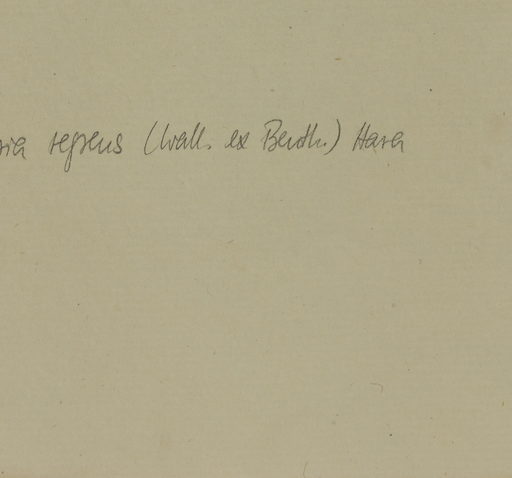 ria repens (Wall. ex Benth.) Hara